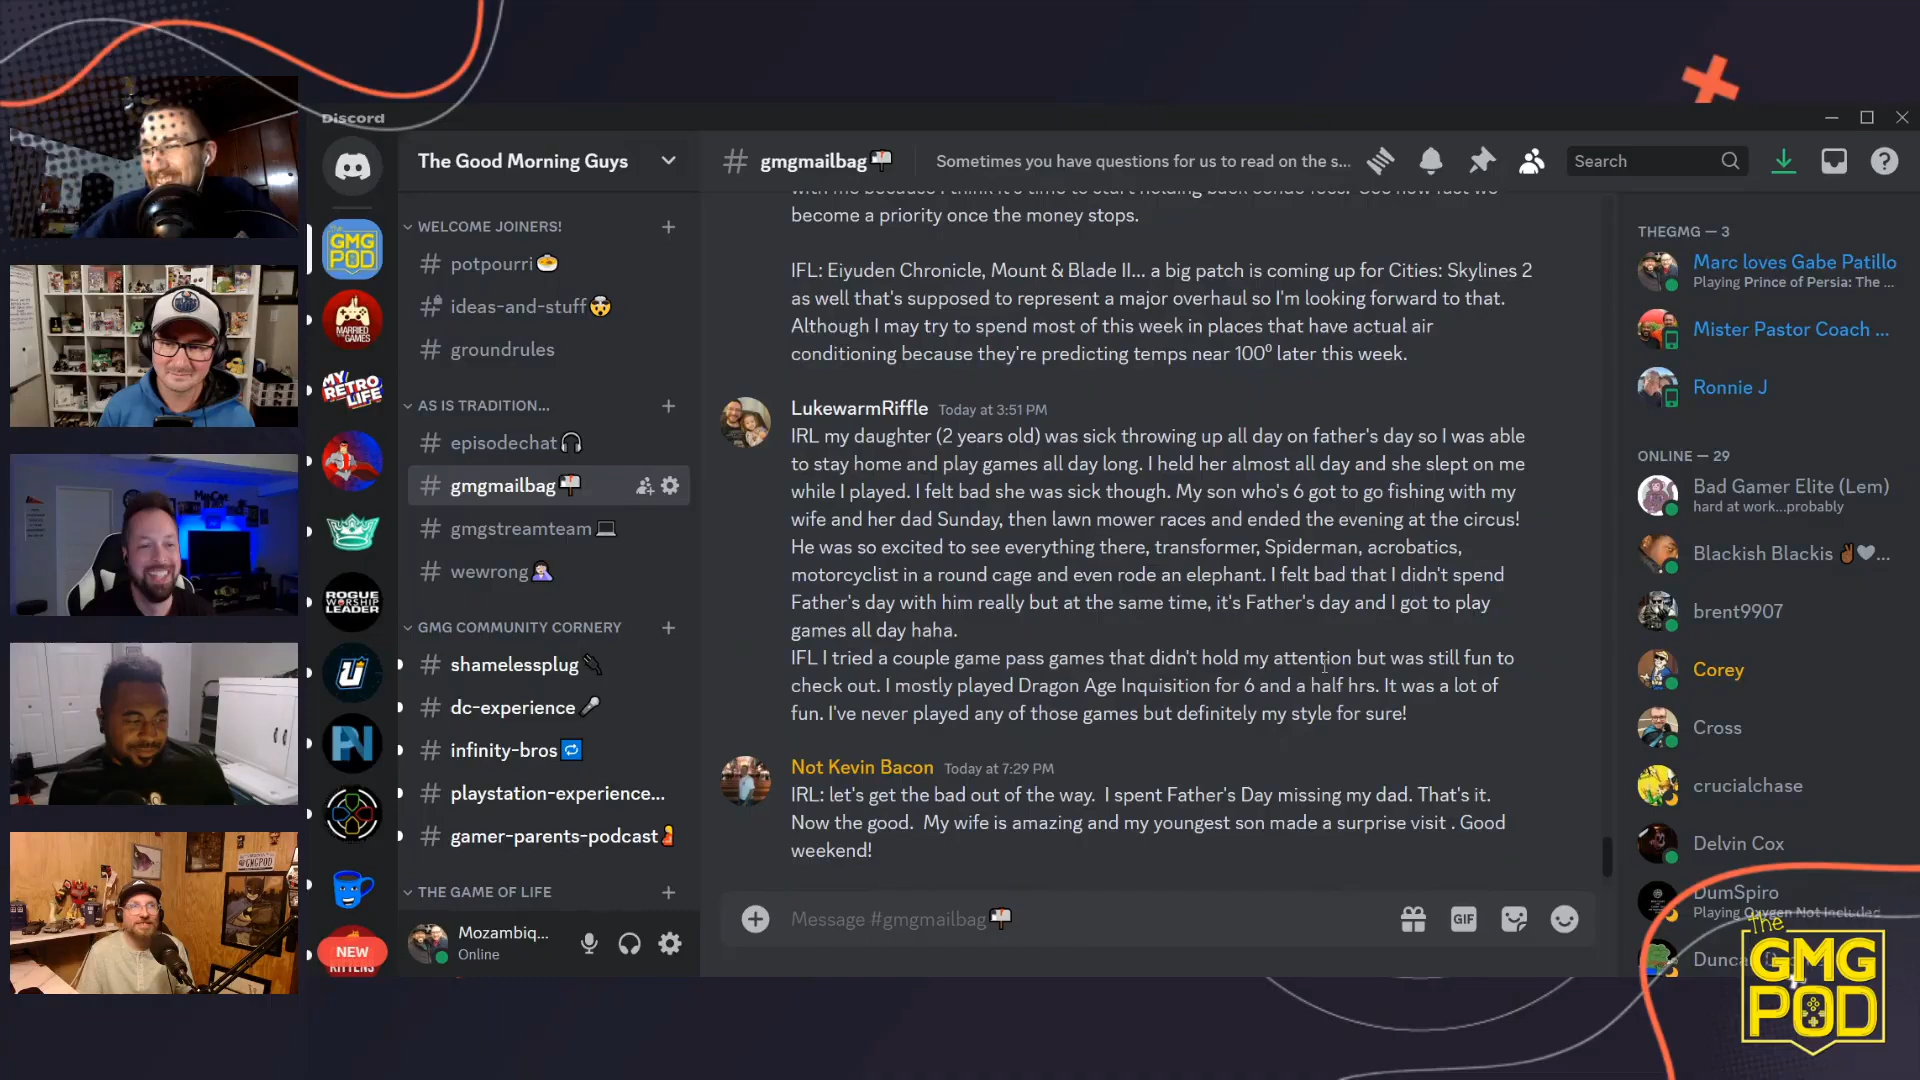 Discord
The Good Morning Guys
# gmgmailbag
Sometimes you have questions for us to read on the s...
Search
GMG
POD
MARRIED
GAMES
MY
RETRO
LIFE
ROGUE
WORSHIP
LEADER
NEW
WELCOME JOINERS!
# potpourri
ideas-and-stuff
# groundrules
AS IS TRADITION...
# episodechat
# gmgmailbag
# gmgstreamteam
# wewrong
GMG COMMUNITY CORNERY
# shamelessplug
# dc-experience
# infinity-bros
# playstation-experience...
# gamer-parents-podcast
THE GAME OF LIFE
Mozambiq...
Online
become a priority once the money stops.
IFL: Eiyuden Chronicle, Mount & Blade II... a big patch is coming up for Cities: Skylines 2
as well that's supposed to represent a major overhaul so I'm looking forward to that.
Although I may try to spend most of this week in places that have actual air
conditioning because they're predicting temps near 100⁰ later this week.
LukewarmRiffle Today at 3:51 PM
IRL my daughter (2 years old) was sick throwing up all day on father's day so I was able
to stay home and play games all day long. I held her almost all day and she slept on me
while I played. I felt bad she was sick though. My son who's 6 got to go fishing with my
wife and her dad Sunday, then lawn mower races and ended the evening at the circus!
He was so excited to see everything there, transformer, Spiderman, acrobatics,
motorcyclist in a round cage and even rode an elephant. I felt bad that I didn't spend
Father's day with him really but at the same time, it's Father's day and I got to play
games all day haha.
IFL I tried a couple game pass games that didn't hold my attention but was still fun to
check out. I mostly played Dragon Age Inquisition for 6 and a half hrs. It was a lot of
fun. I've never played any of those games but definitely my style for sure!
Not Kevin Bacon Today at 7:29 PM
IRL: let's get the bad out of the way.  I spent Father's Day missing my dad. That's it.
Now the good.  My wife is amazing and my youngest son made a surprise visit . Good
weekend!
Message #gmgmailbag
GIF
THEGMG — 3
Marc loves Gabe Patillo
Playing Prince of Persia: The ...
Mister Pastor Coach ...
Ronnie J
ONLINE — 29
Bad Gamer Elite (Lem)
hard at work...probably
Blackish Blackis
brent9907
Corey
Cross
crucialchase
Delvin Cox
DumSpiro
Playing Oxygen Not Included
Dunca
The
GMG
POD